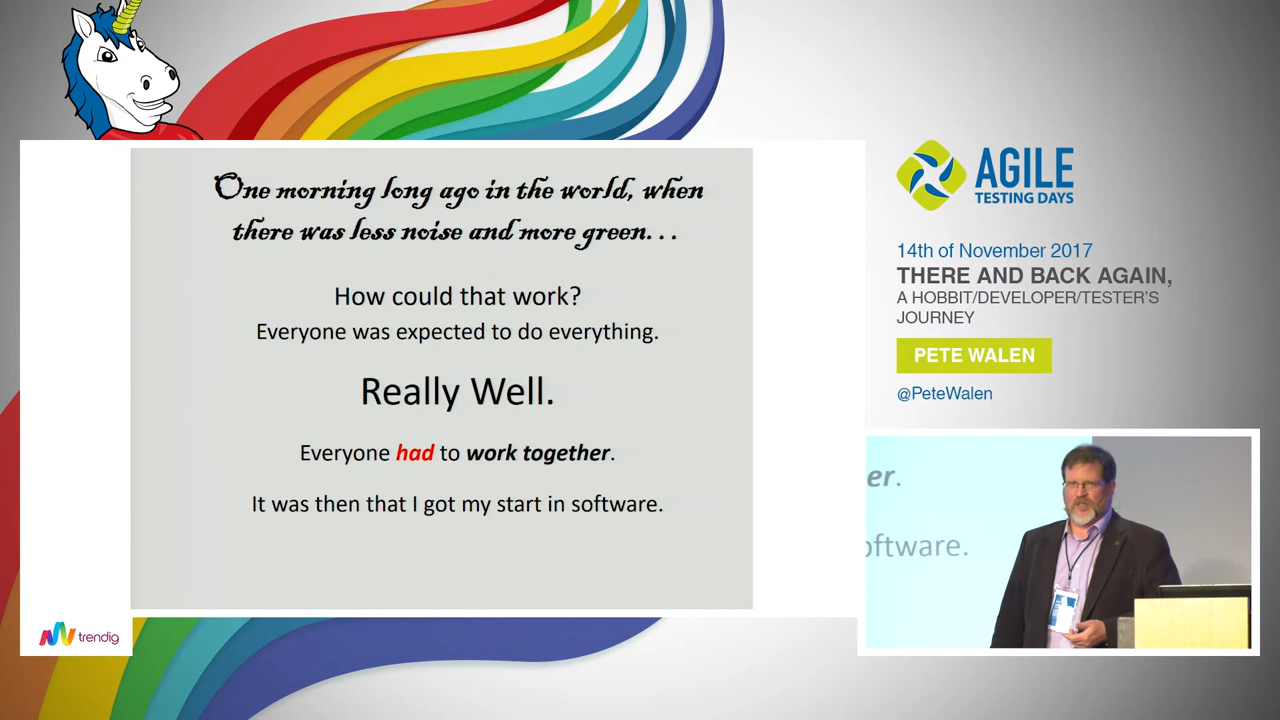 One morning long ago in the world, when
there was less noise and more green...
How could that work?
Everyone was expected to do everything.
Really Well.
Everyone had to work together.
It was then that I got my start in software.
trendig
AGILE
TESTING DAYS
14th of November 2017
THERE AND BACK AGAIN,
A HOBBIT/DEVELOPER/TESTER'S
JOURNEY
PETE WALEN
@PeteWalen
er.
oftware.